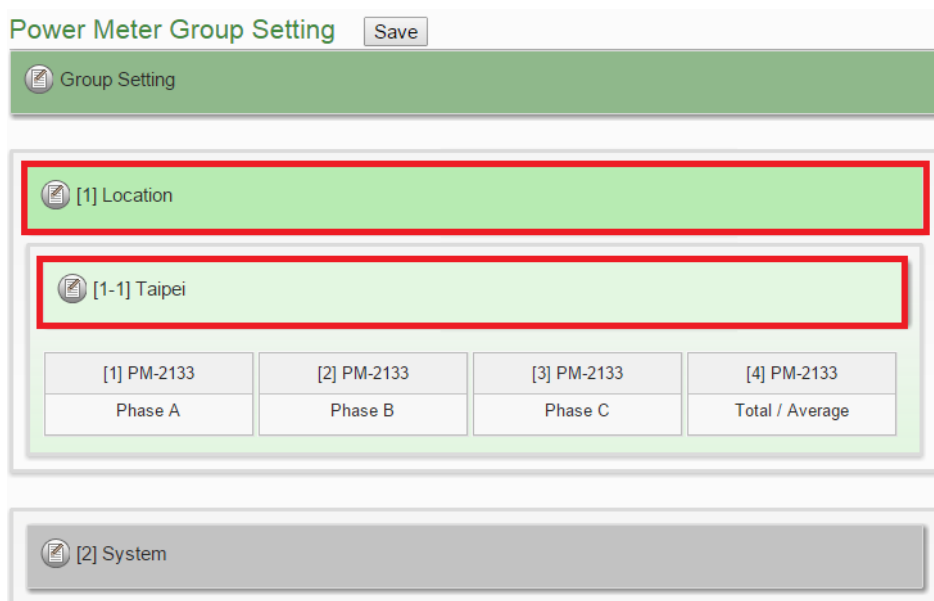 Power Meter Group Setting Save
Group Setting
[1] Location
[1-1] Taipei
[1] PM-2133 [2] PM-2133 [3] PM-2133 [4] PM-2133
Phase A Phase B Phase C Total / Average
[2] System